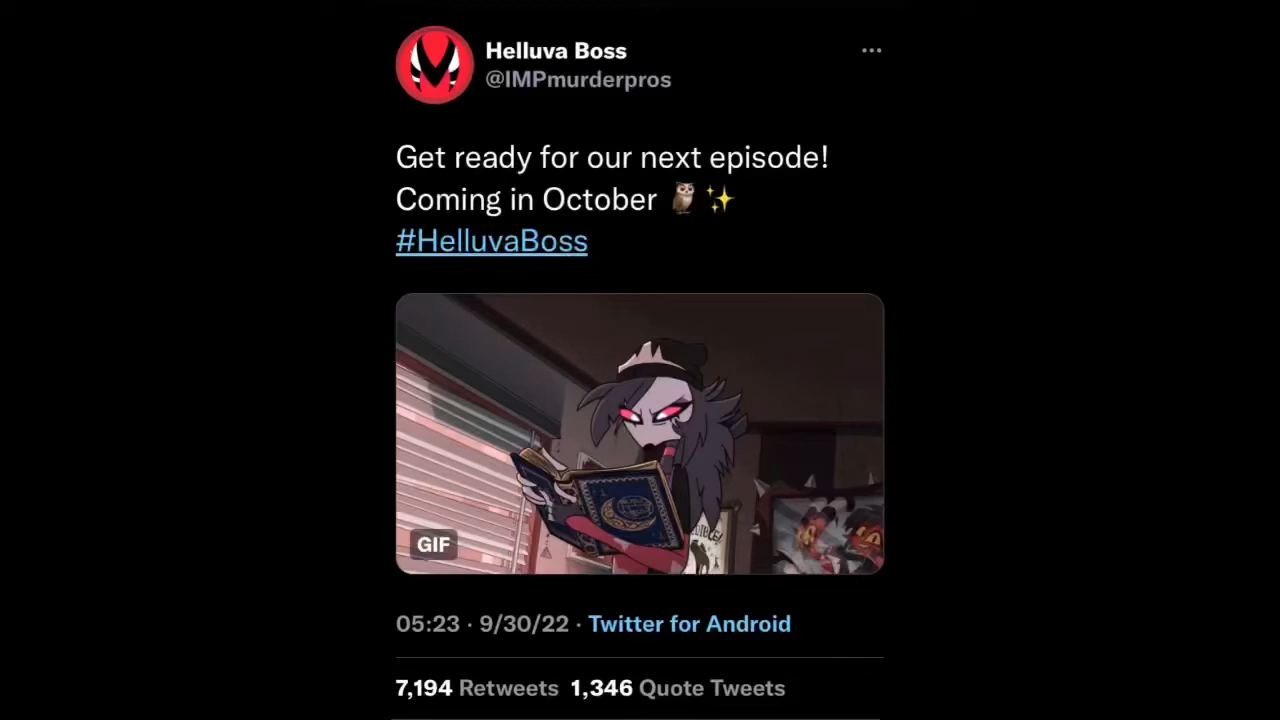 Helluva Boss
@IMPmurderpros
Get ready for our next episode!
Coming in October 🦉✨
#HelluvaBoss
GIF
05:23 · 9/30/22 · Twitter for Android
7,194 Retweets 1,346 Quote Tweets